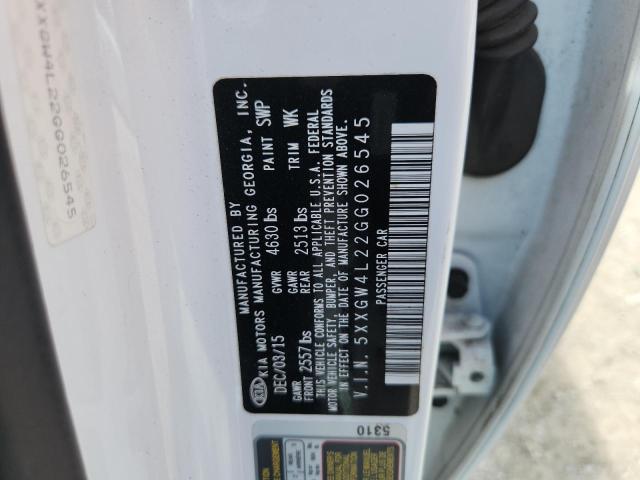 MANUFACTURED BY
KIA MOTORS MANUFACTURING GEORGIA, INC.
DEC/03/15 GVWR 4630 lbs PAINT SWP
GAWR FRONT 2557 lbs GAWR REAR 2513 lbs TRIM WK
THIS VEHICLE CONFORMS TO ALL APPLICABLE U.S.A. FEDERAL
MOTOR VEHICLE SAFETY, BUMPER, AND THEFT PREVENTION STANDARDS
IN EFFECT ON THE DATE OF MANUFACTURE SHOWN ABOVE.
V.I.N. 5XXGW4L22GG026545
PASSENGER CAR
KIA
5310
XXGW4L22GG026545